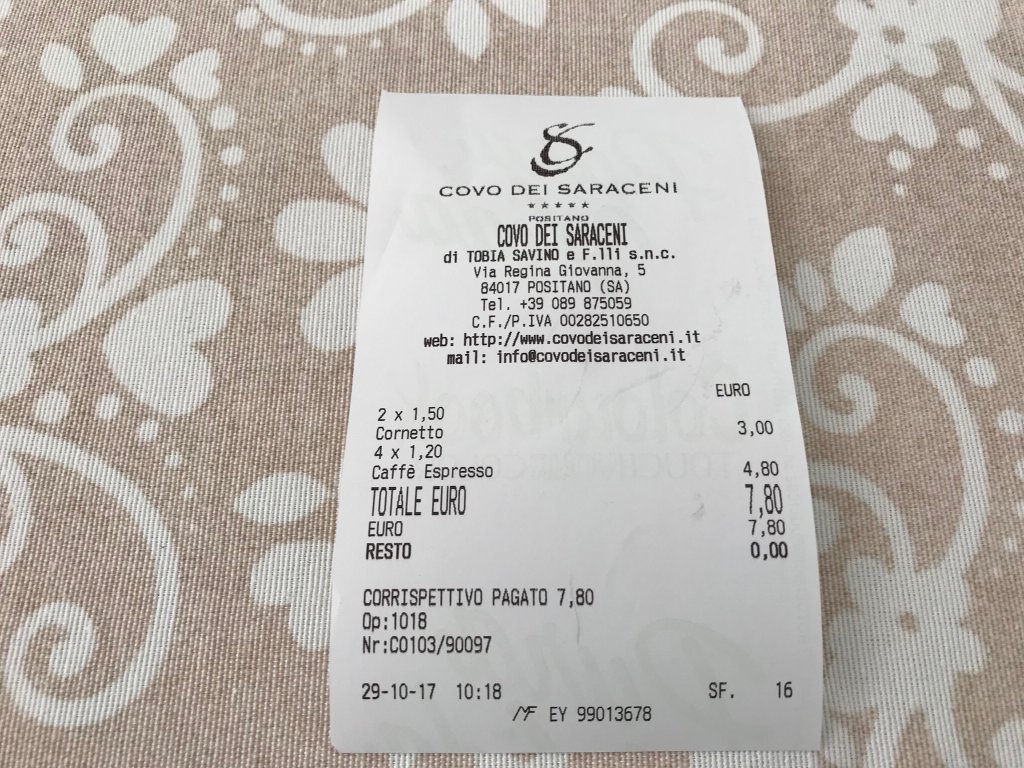 COVO DEI SARACENI
★★★★★
POSITANO
COVO DEI SARACENI
di TOBIA SAVINO e F.lli s.n.c.
Via Regina Giovanna, 5
84017 POSITANO (SA)
Tel. +39 089 875059
C.F./P.IVA 00282510650
web: http://www.covodeisaraceni.it
mail: info@covodeisaraceni.it
EURO
2 x 1,50
Cornetto 3,00
4 x 1,20
Caffè Espresso 4,80
TOTALE EURO 7,80
EURO 7,80
RESTO 0,00
CORRISPETTIVO PAGATO 7,80
Op:1018
Nr:C0103/90097
29-10-17 10:18 SF. 16
MF EY 99013678